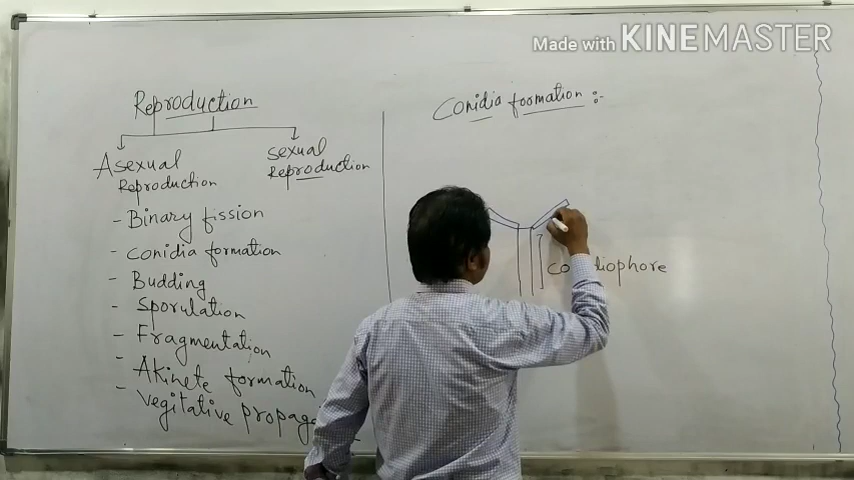 Made with KINEMASTER
Reproduction
Asexual
Reproduction
sexual
Reproduction
- Binary fission
- conidia formation
- Budding
- Sporulation
- Fragmentation
- Akinete formation
- Vegitative
Conidia formation :-